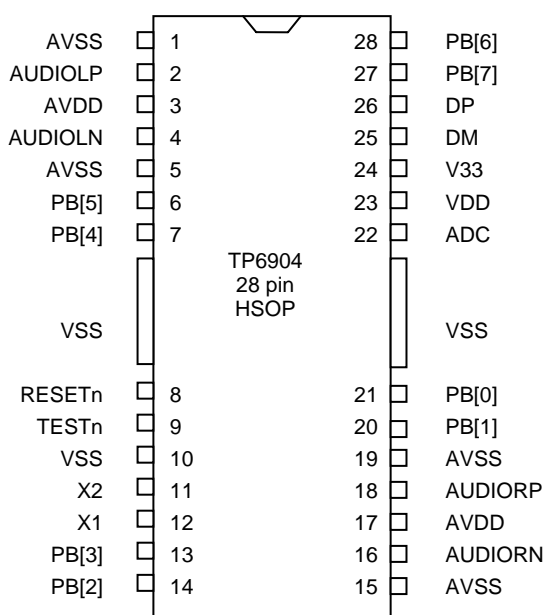 AVSS 1 28 PB[6]
AUDIOLP 2 27 PB[7]
AVDD 3 26 DP
AUDIOLN 4 25 DM
AVSS 5 24 V33
PB[5] 6 23 VDD
PB[4] 7 22 ADC
TP6904
28 pin
HSOP
VSS VSS
RESETn 8 21 PB[0]
TESTn 9 20 PB[1]
VSS 10 19 AVSS
X2 11 18 AUDIORP
X1 12 17 AVDD
PB[3] 13 16 AUDIORN
PB[2] 14 15 AVSS